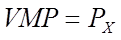 VMP = P_X